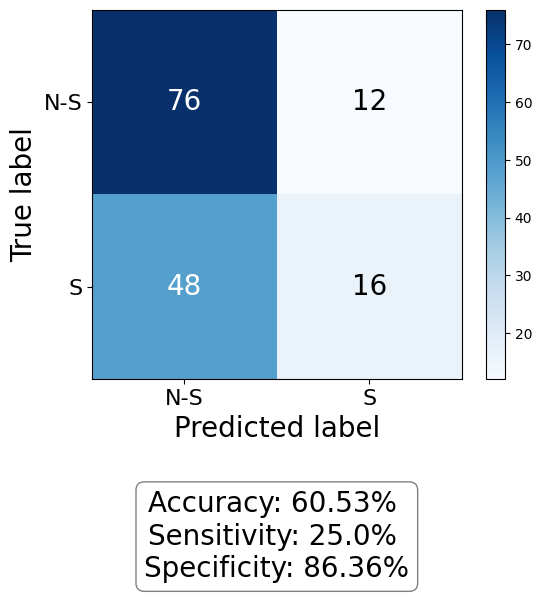 70
N-S
76
12
60
50
True label
40
S
48
16
30
20
N-S
S
Predicted label
Accuracy: 60.53%
Sensitivity: 25.0%
Specificity: 86.36%